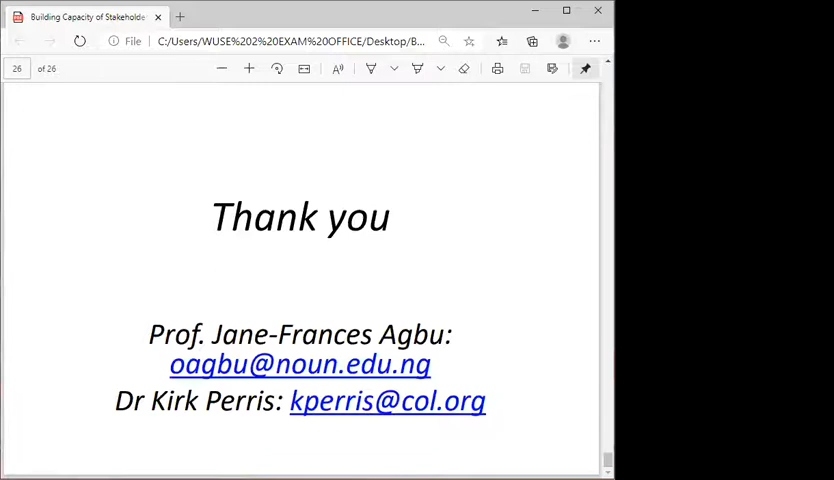 Building Capacity of Stakeholde
File
C:/Users/WUSE%202%20EXAM%20OFFICE/Desktop/B...
26 of 26
Thank you
Prof. Jane-Frances Agbu:
oagbu@noun.edu.ng
Dr Kirk Perris: kperris@col.org